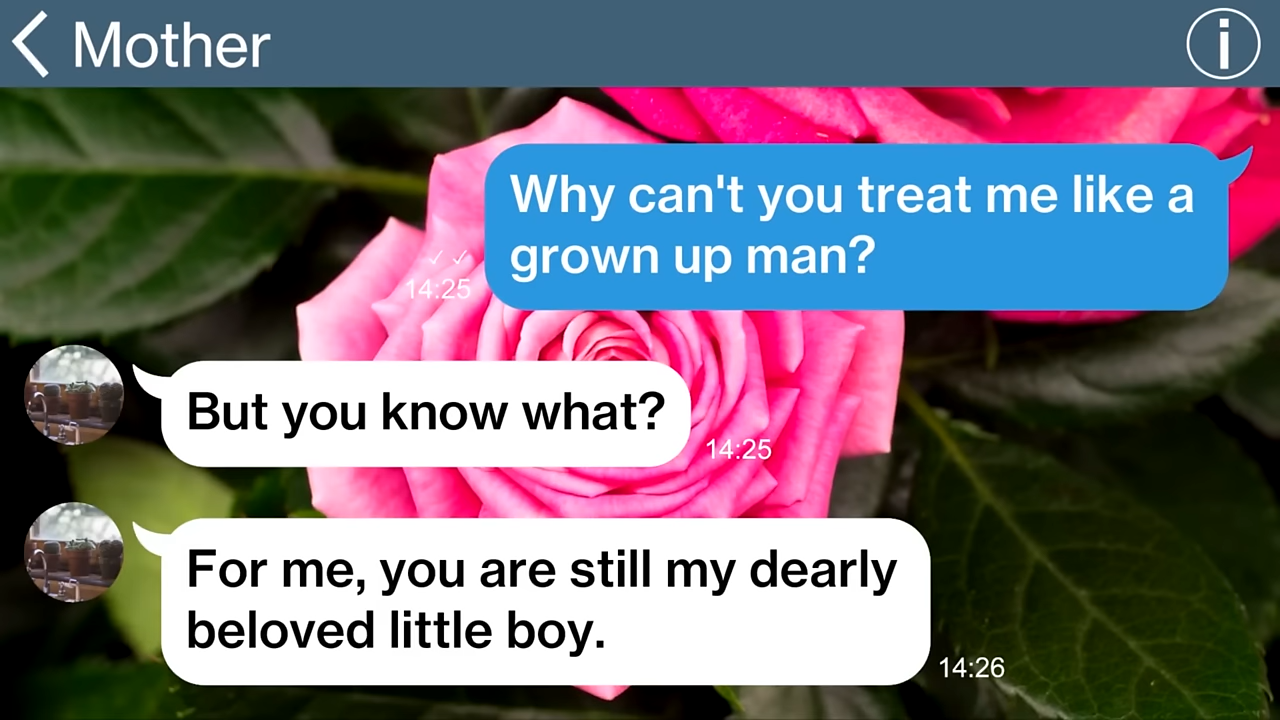 Mother
Why can't you treat me like a
grown up man?
14:25
But you know what?
14:25
For me, you are still my dearly
beloved little boy.
14:26